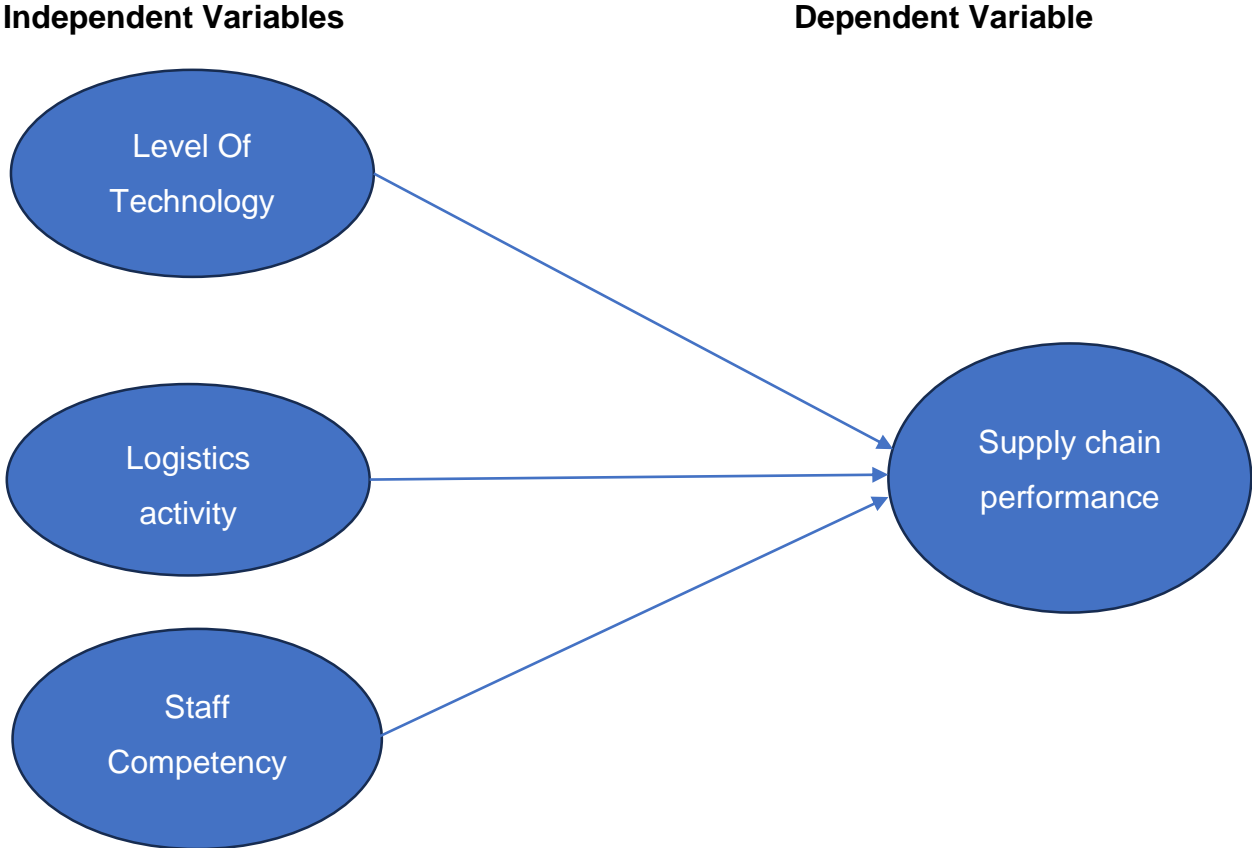 Independent Variables
Dependent Variable
Level Of
Technology
Logistics
activity
Supply chain
performance
Staff
Competency